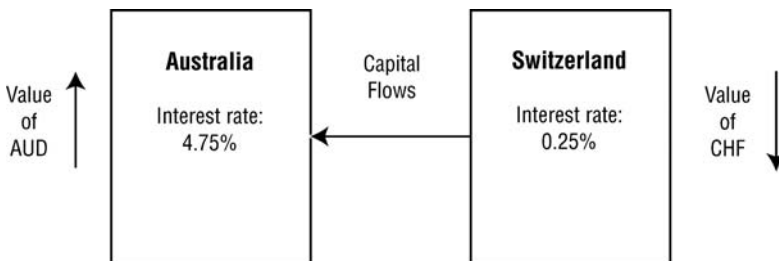 Value
of
AUD
Australia
Interest rate:
4.75%
Capital
Flows
Switzerland
Interest rate:
0.25%
Value
of
CHF